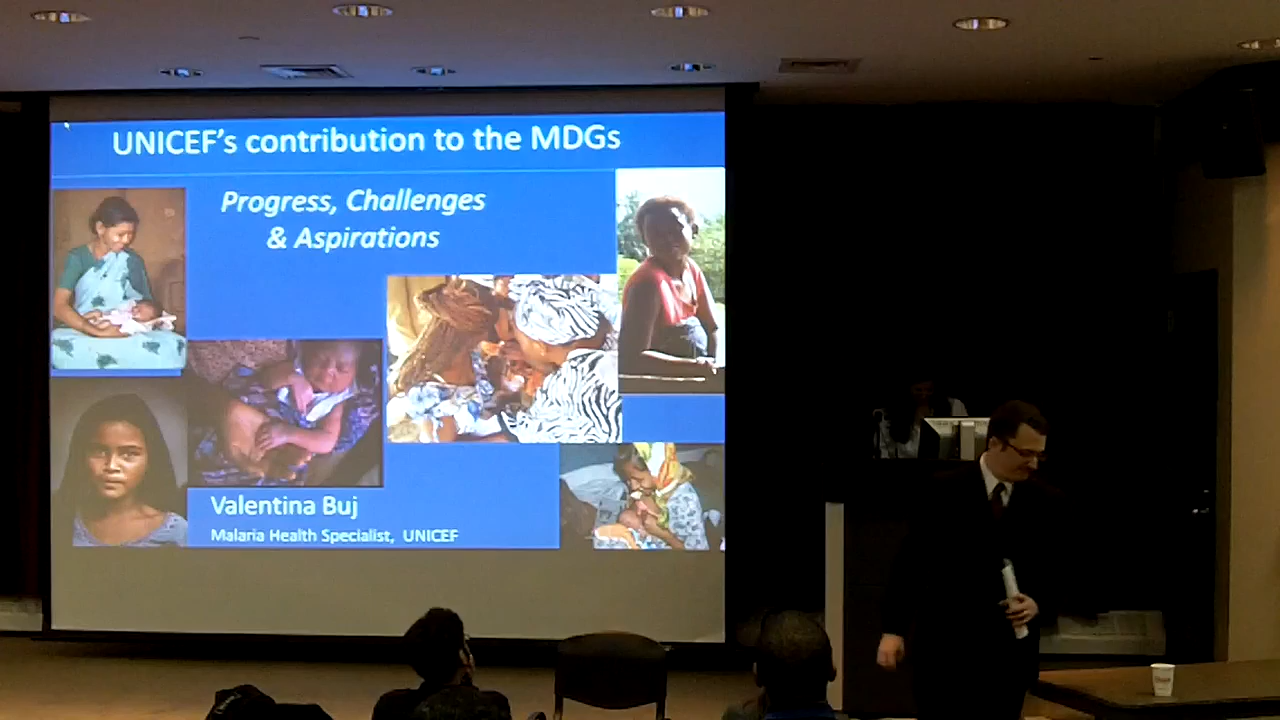 UNICEF's contribution to the MDGs
Progress, Challenges
& Aspirations
Valentina Buj
Malaria Health Specialist, UNICEF